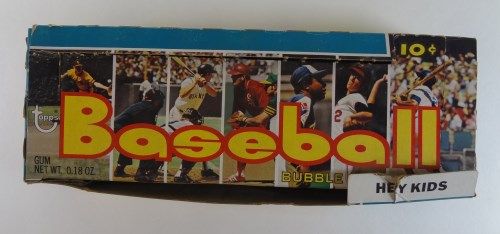 10¢
Topps
Baseball
GUM
NET WT. 0.18 OZ.
BUBBLE
HEY KIDS